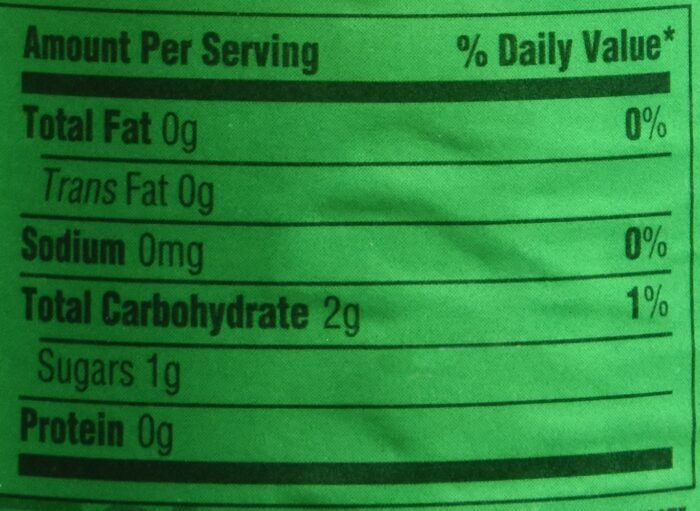 Amount Per Serving % Daily Value*
Total Fat 0g 0%
Trans Fat 0g
Sodium 0mg 0%
Total Carbohydrate 2g 1%
Sugars 1g
Protein 0g